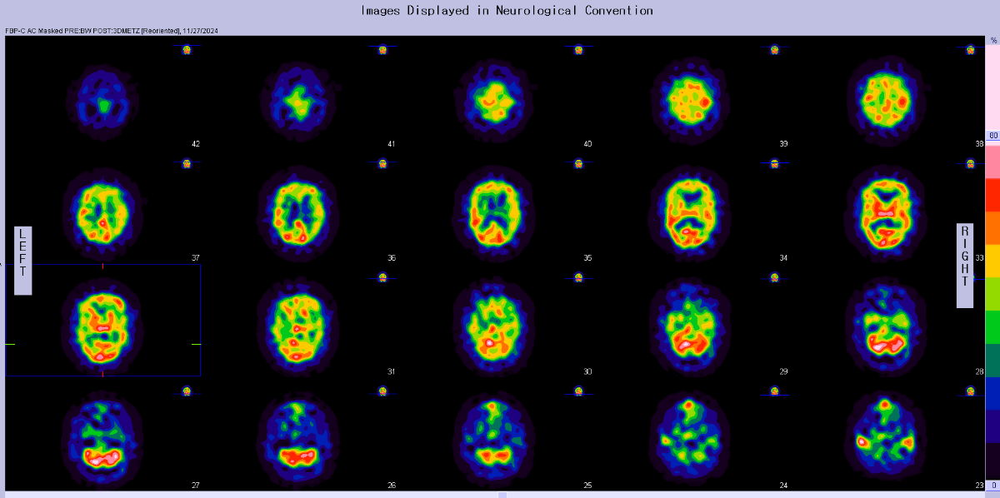 Images Displayed in Neurological Convention
FBP-C AC Masked PRE:BW POST:3DMETZ [Reoriented], 11/27/2024
%
42 41 40 39 38
80
37 36 35 34 33
LEFT
RIGHT
31 30 29 28
27 26 25 24 23
0